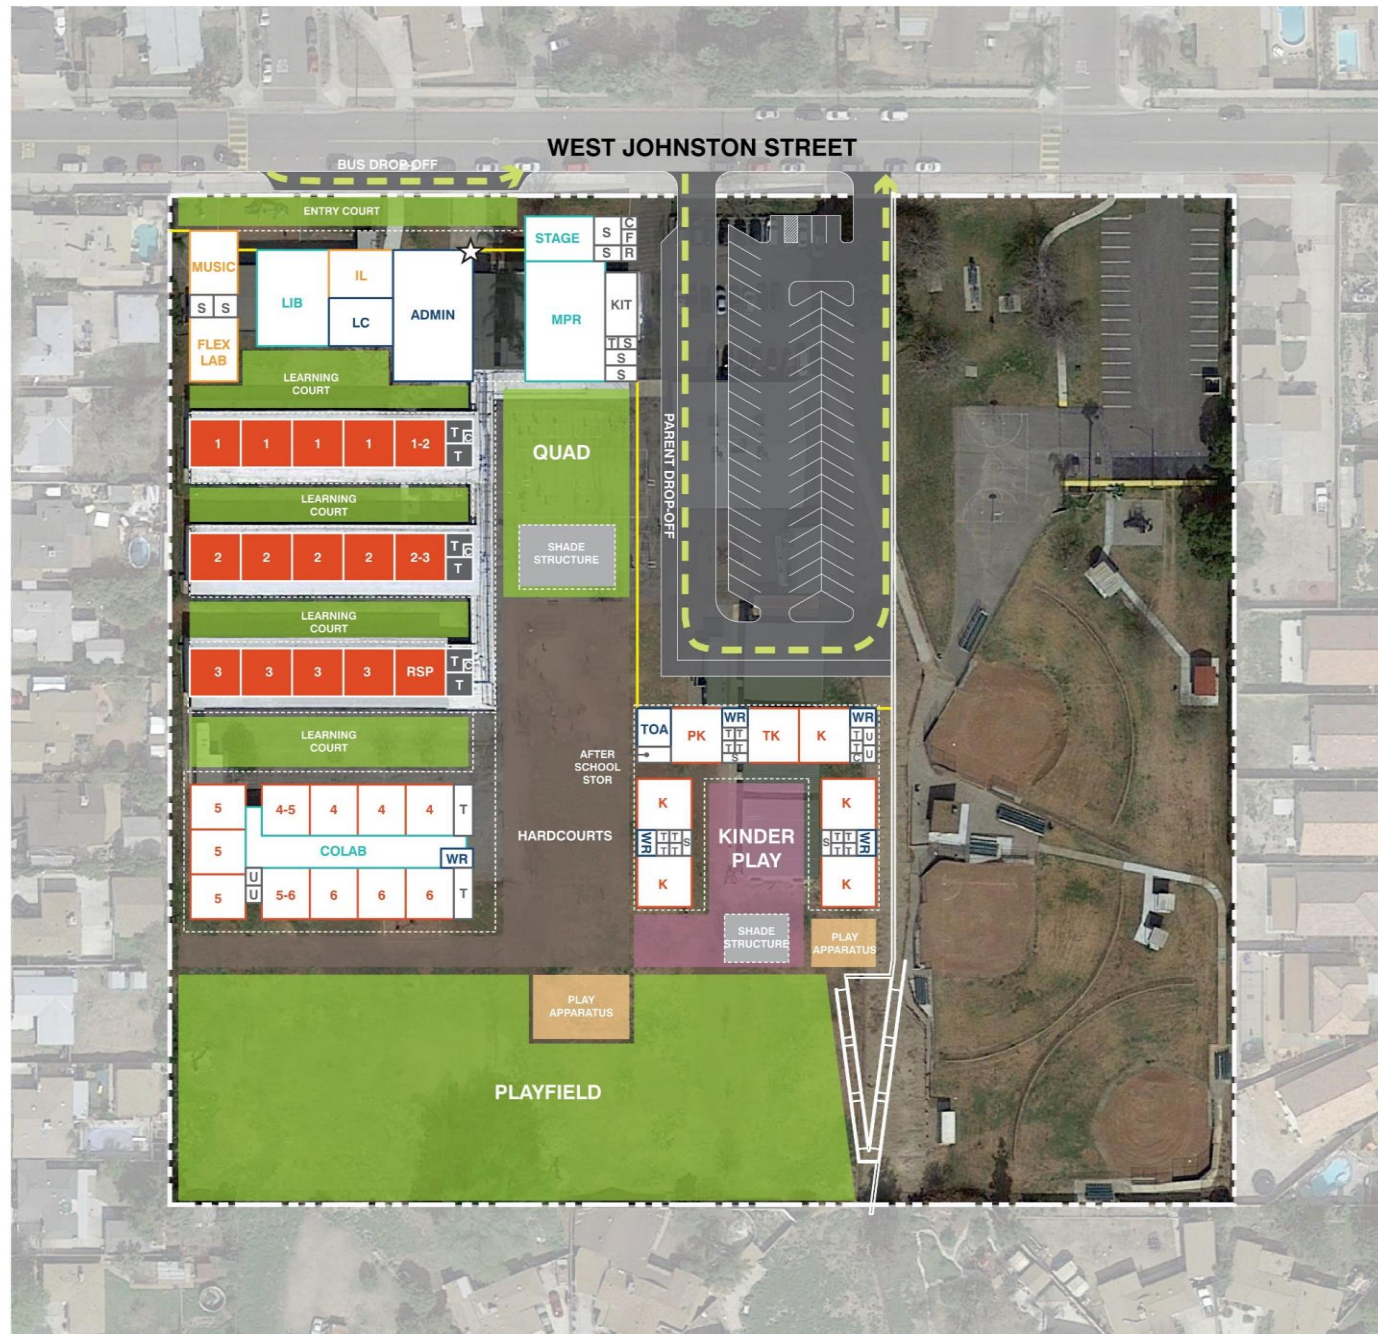 WEST JOHNSTON STREET
BUS DROP-OFF
ENTRY COURT
STAGE
S
C
F
S
R
MUSIC
IL
LIB
LC
ADMIN
MPR
KIT
S S
FLEX
LAB
T S
S
S
LEARNING
COURT
1 1 1 1 1-2
T
C
T
QUAD
PARENT DROP-OFF
LEARNING
COURT
2 2 2 2 2-3
T
C
T
SHADE
STRUCTURE
LEARNING
COURT
3 3 3 3 RSP
T
C
T
LEARNING
COURT
TOA
PK
WR
T T
T T
S
TK
K
WR
T U
T U
C
AFTER
SCHOOL
STOR
5
4-5 4 4 4 T
5
COLAB
WR
5
U
U
5-6 6 6 6 T
HARDCOURTS
K
WR
T T
S
T T
K
KINDER
PLAY
K
S
T T
T T
WR
K
SHADE
STRUCTURE
PLAY
APPARATUS
PLAY
APPARATUS
PLAYFIELD